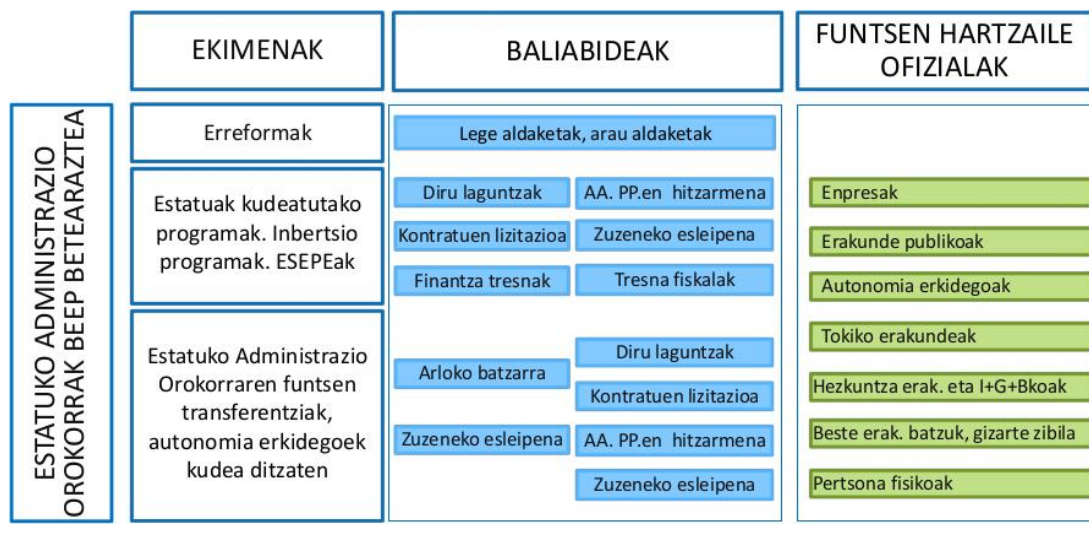 EKIMENAK
BALIABIDEAK
FUNTSEN HARTZAILE
OFIZIALAK
ESTATUKO ADMINISTRAZIO
OROKORRAK BEEP BETEARAZTEA
Erreformak
Lege aldaketak, arau aldaketak
Estatuak kudeatutako
programak. Inbertsio
programak. ESEPEak
Diru laguntzak
AA. PP.en hitzarmena
Kontratuen lizitazioa
Zuzeneko esleipena
Finantza tresnak
Tresna fiskalak
Estatuko Administrazio
Orokorraren funtsen
transferentziak,
autonomia erkidegoek
kudea ditzaten
Arloko batzarra
Zuzeneko esleipena
Diru laguntzak
Kontratuen lizitazioa
AA. PP.en hitzarmena
Zuzeneko esleipena
Enpresak
Erakunde publikoak
Autonomia erkidegoak
Tokiko erakundeak
Hezkuntza erak. eta I+G+Bkoak
Beste erak. batzuk, gizarte zibila
Pertsona fisikoak